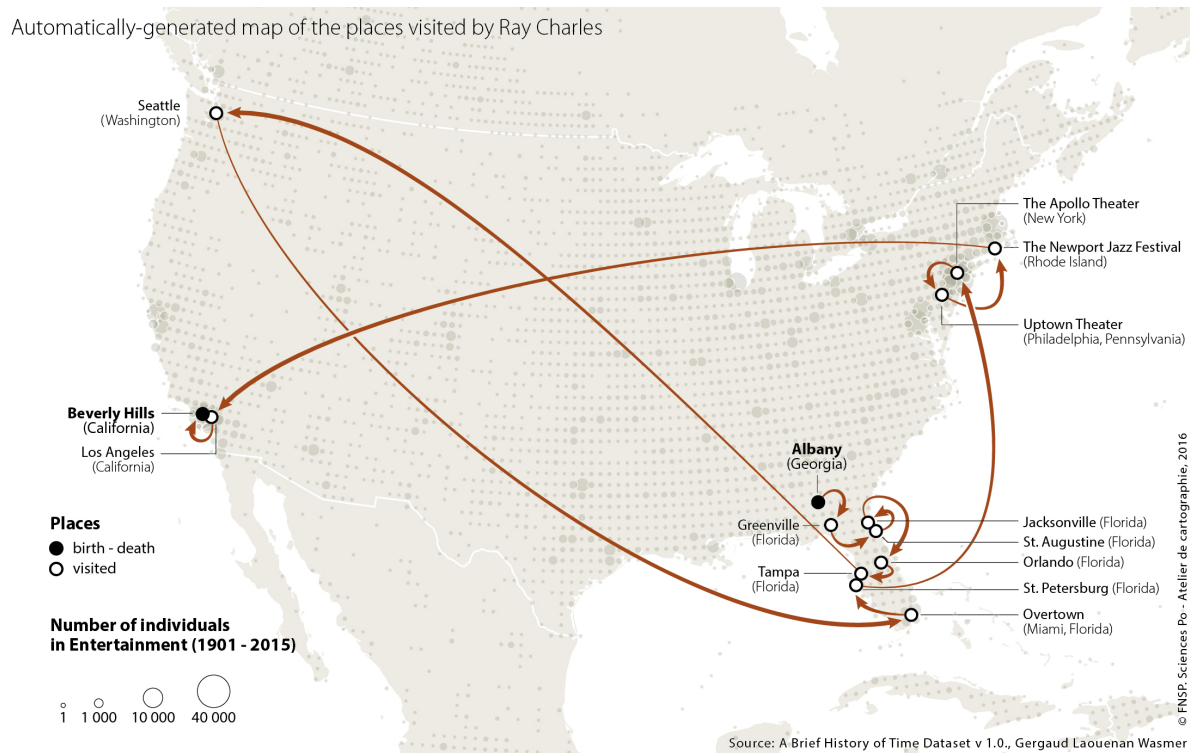 Automatically-generated map of the places visited by Ray Charles
Seattle
(Washington)
The Apollo Theater
(New York)
The Newport Jazz Festival
(Rhode Island)
Uptown Theater
(Philadelphia, Pennsylvania)
Beverly Hills
(California)
Los Angeles
(California)
Albany
(Georgia)
Greenville
(Florida)
Jacksonville (Florida)
St. Augustine (Florida)
Orlando (Florida)
Tampa
(Florida)
St. Petersburg (Florida)
Overtown
(Miami, Florida)
Places
birth - death
visited
Number of individuals
in Entertainment (1901 - 2015)
1 1 000 10 000 40 000
© FNSP. Sciences Po - Atelier de cartographie, 2016
Source: A Brief History of Time Dataset v 1.0., Gergaud Laouenan Wasmer